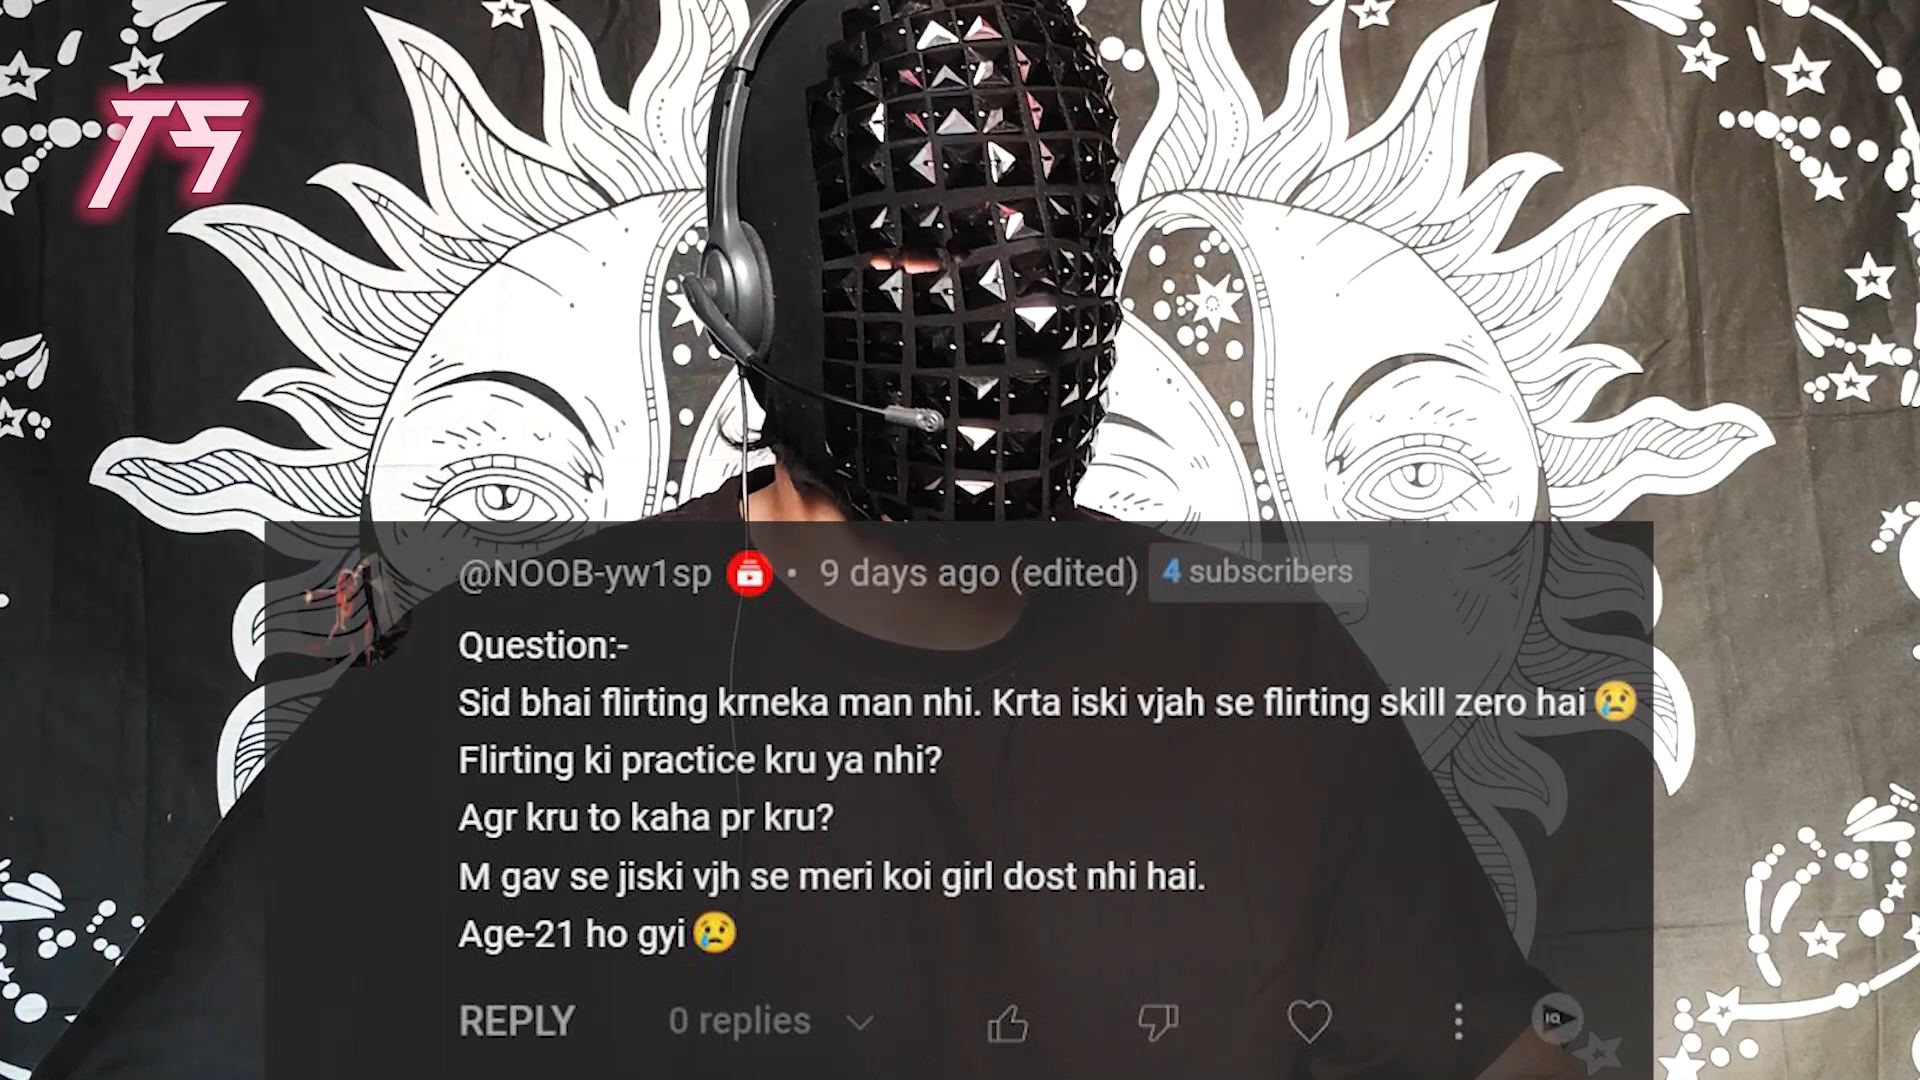 TS
@NOOB-yw1sp • 9 days ago (edited) 4 subscribers
Question:-
Sid bhai flirting krneka man nhi. Krta iski vjah se flirting skill zero hai 😢
Flirting ki practice kru ya nhi?
Agr kru to kaha pr kru?
M gav se jiski vjh se meri koi girl dost nhi hai.
Age-21 ho gyi 😢
REPLY 0 replies
IQ